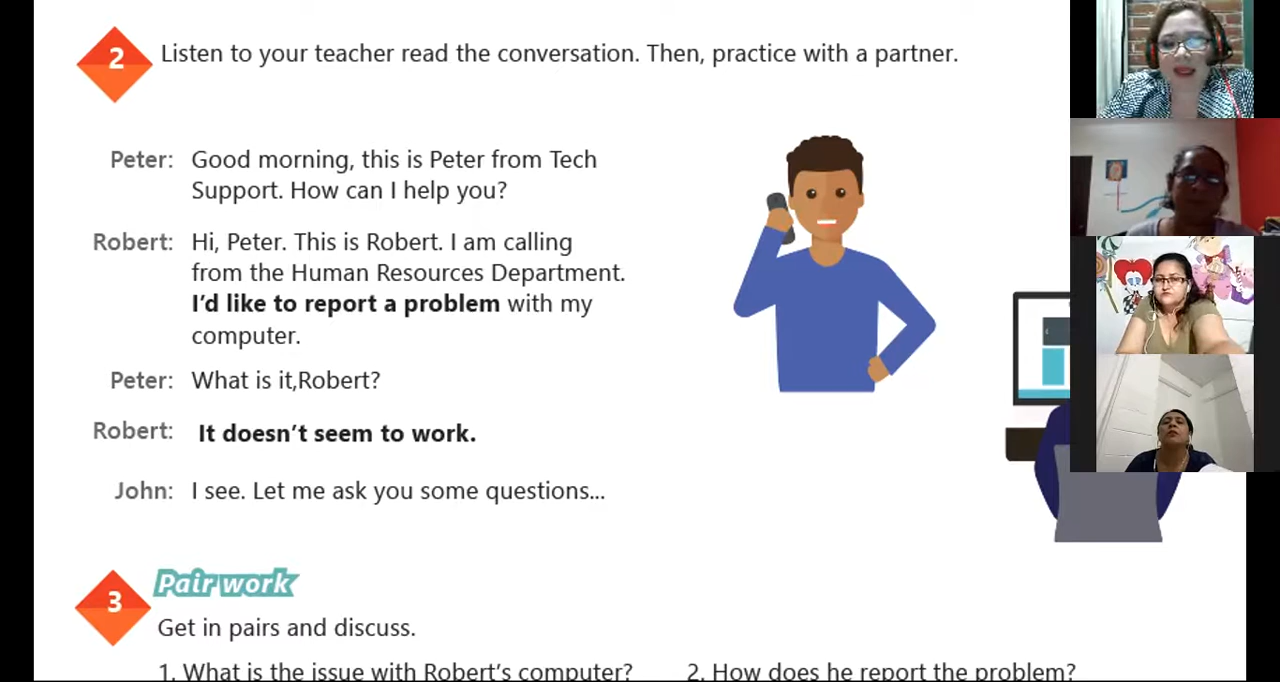 2 Listen to your teacher read the conversation. Then, practice with a partner.
Peter: Good morning, this is Peter from Tech
Support. How can I help you?
Robert: Hi, Peter. This is Robert. I am calling
from the Human Resources Department.
I'd like to report a problem with my
computer.
Peter: What is it,Robert?
Robert: It doesn't seem to work.
John: I see. Let me ask you some questions...
3 Pair work
Get in pairs and discuss.
1. What is the issue with Robert's computer? 2. How does he report the problem?